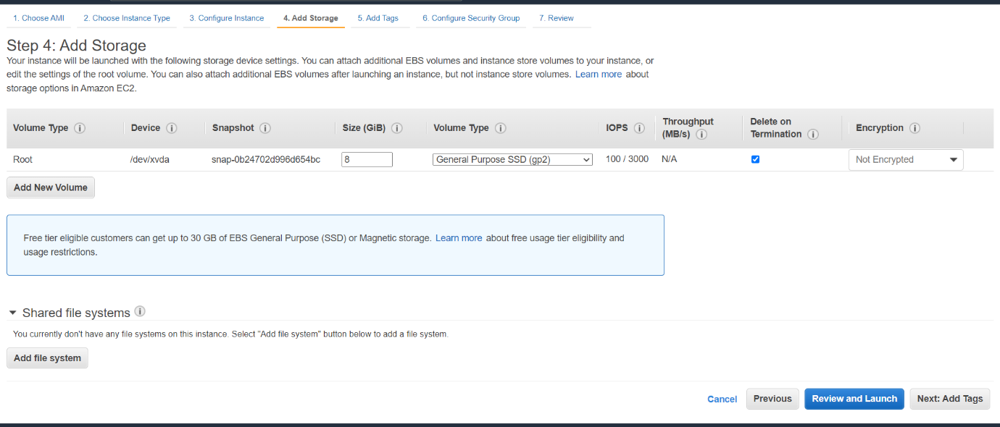 1. Choose AMI 2. Choose Instance Type 3. Configure Instance 4. Add Storage 5. Add Tags 6. Configure Security Group 7. Review
Step 4: Add Storage
Your instance will be launched with the following storage device settings. You can attach additional EBS volumes and instance store volumes to your instance, or
edit the settings of the root volume. You can also attach additional EBS volumes after launching an instance, but not instance store volumes. Learn more about
storage options in Amazon EC2.
Volume Type Device Snapshot Size (GiB) Volume Type IOPS Throughput (MB/s) Delete on Termination Encryption
Root /dev/xvda snap-0b24702d996d654bc 8 General Purpose SSD (gp2) 100 / 3000 N/A Not Encrypted
Add New Volume
Free tier eligible customers can get up to 30 GB of EBS General Purpose (SSD) or Magnetic storage. Learn more about free usage tier eligibility and
usage restrictions.
Shared file systems
You currently don't have any file systems on this instance. Select "Add file system" button below to add a file system.
Add file system
Cancel Previous Review and Launch Next: Add Tags